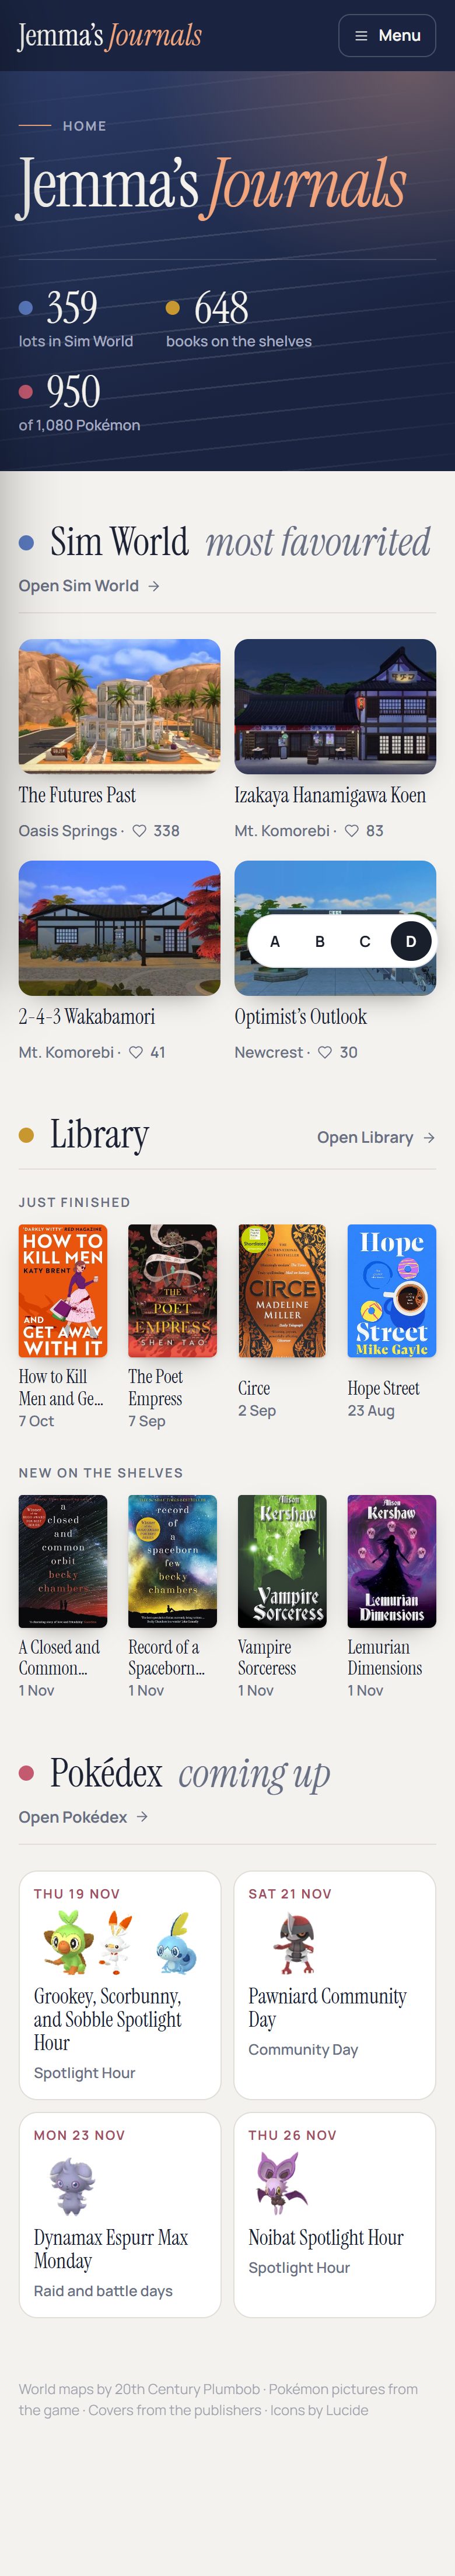 Jemma's Journals
Menu
HOME
Jemma's Journals
359
lots in Sim World
648
books on the shelves
950
of 1,080 Pokémon
Sim World most favourited
Open Sim World →
The Futures Past
Oasis Springs · 338
Izakaya Hanamigawa Koen
Mt. Komorebi · 83
2-4-3 Wakabamori
Mt. Komorebi · 41
A B C D
Optimist's Outlook
Newcrest · 30
Library
Open Library →
JUST FINISHED
'DARKLY WITTY' RED MAGAZINE
HOW TO
KILL MEN
KATY BRENT
AND
GET AWAY
WITH IT
How to Kill
Men and Ge...
7 Oct
THE
POET
EMPRESS
SHEN TAO
The Poet
Empress
7 Sep
CIRCE
MADELINE
MILLER
Circe
2 Sep
Hope
Street
Mike Gayle
Hope Street
23 Aug
NEW ON THE SHELVES
a
closed
and
common
orbit
becky
chambers
A Closed and
Common...
1 Nov
record
of
a
spaceborn
few
becky
chambers
Record of a
Spaceborn...
1 Nov
Alison
Kershaw
Vampire
Sorceress
Vampire
Sorceress
1 Nov
Alison
Kershaw
Lemurian
Dimensions
Lemurian
Dimensions
1 Nov
Pokédex coming up
Open Pokédex →
THU 19 NOV
Grookey, Scorbunny,
and Sobble Spotlight
Hour
Spotlight Hour
SAT 21 NOV
Pawniard Community
Day
Community Day
MON 23 NOV
Dynamax Espurr Max
Monday
Raid and battle days
THU 26 NOV
Noibat Spotlight Hour
Spotlight Hour
World maps by 20th Century Plumbob · Pokémon pictures from
the game · Covers from the publishers · Icons by Lucide